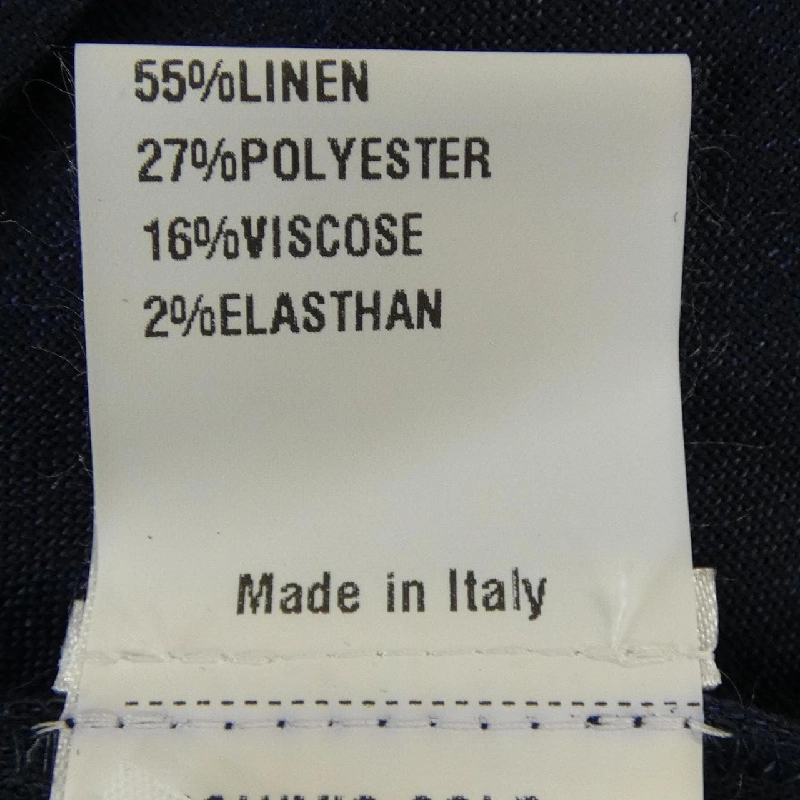 55%LINEN
27%POLYESTER
16%VISCOSE
2%ELASTHAN
Made in Italy